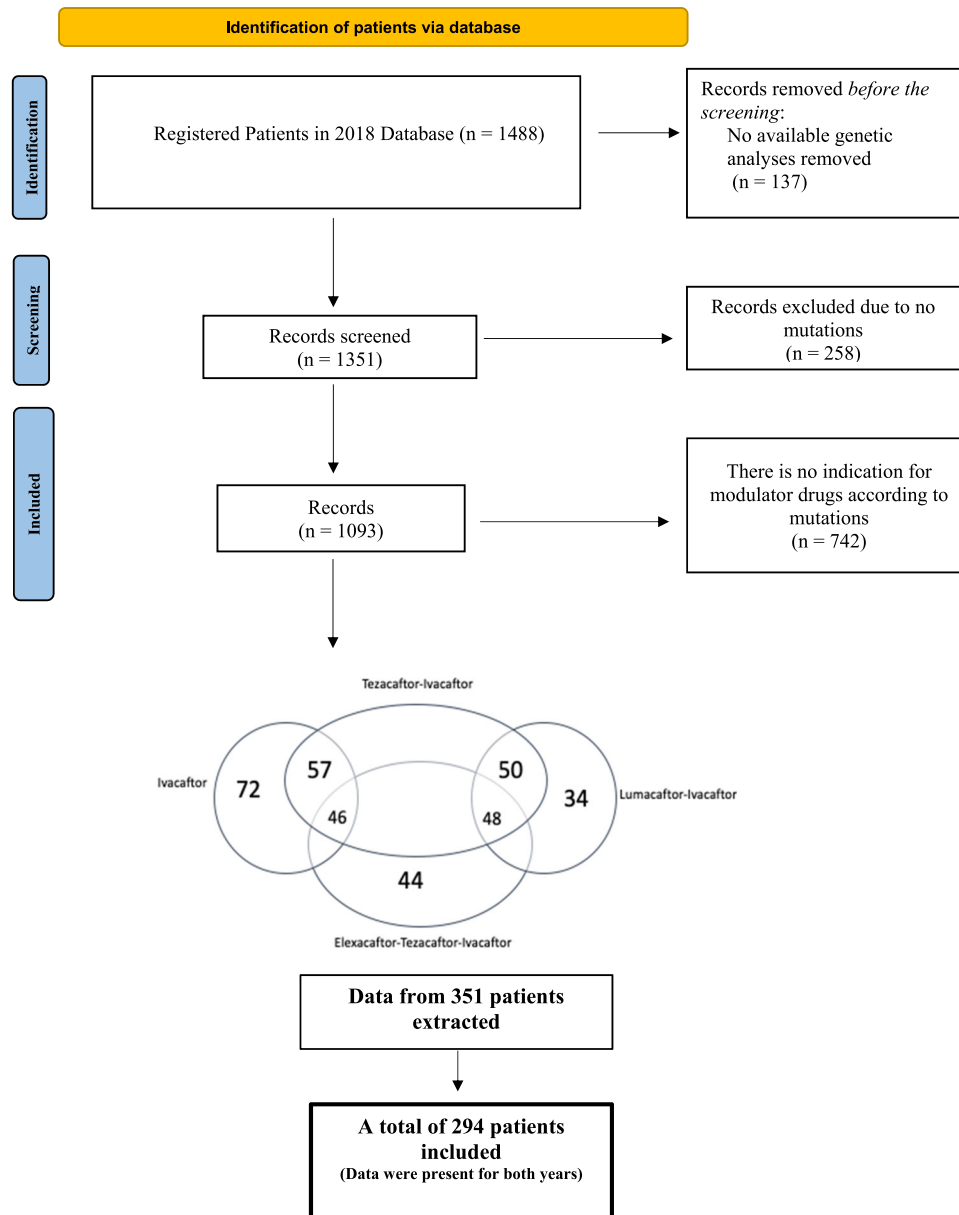 Identification of patients via database
Identification
Registered Patients in 2018 Database (n = 1488)
Records removed before the
screening:
No available genetic
analyses removed
(n = 137)
Screening
Records screened
(n = 1351)
Records excluded due to no
mutations
(n = 258)
Included
Records
(n = 1093)
There is no indication for
modulator drugs according to
mutations
(n = 742)
Tezacaftor-Ivacaftor
Ivacaftor
72
57
50
34
Lumacaftor-Ivacaftor
46
48
44
Elexacaftor-Tezacaftor-Ivacaftor
Data from 351 patients
extracted
A total of 294 patients
included
(Data were present for both years)